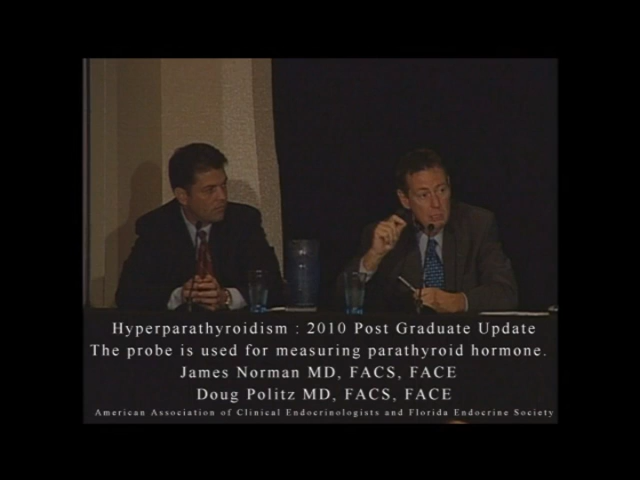 Hyperparathyroidism : 2010 Post Graduate Update
The probe is used for measuring parathyroid hormone.
James Norman MD, FACS, FACE
Doug Politz MD, FACS, FACE
American Association of Clinical Endocrinologists and Florida Endocrine Society